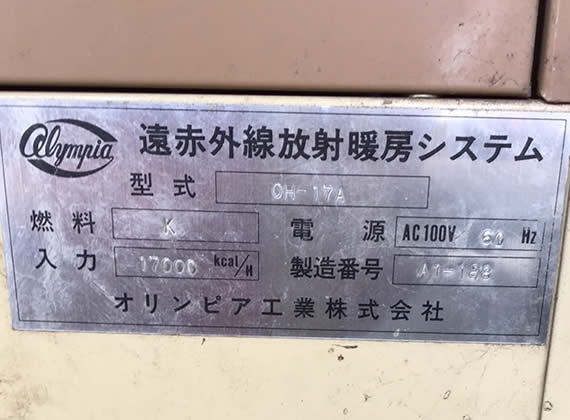 Olympia 遠赤外線放射暖房システム
型式 OH-17A
燃料 K 電源 AC100V 60 Hz
入力 17000 kcal/H 製造番号
オリンピア工業株式会社